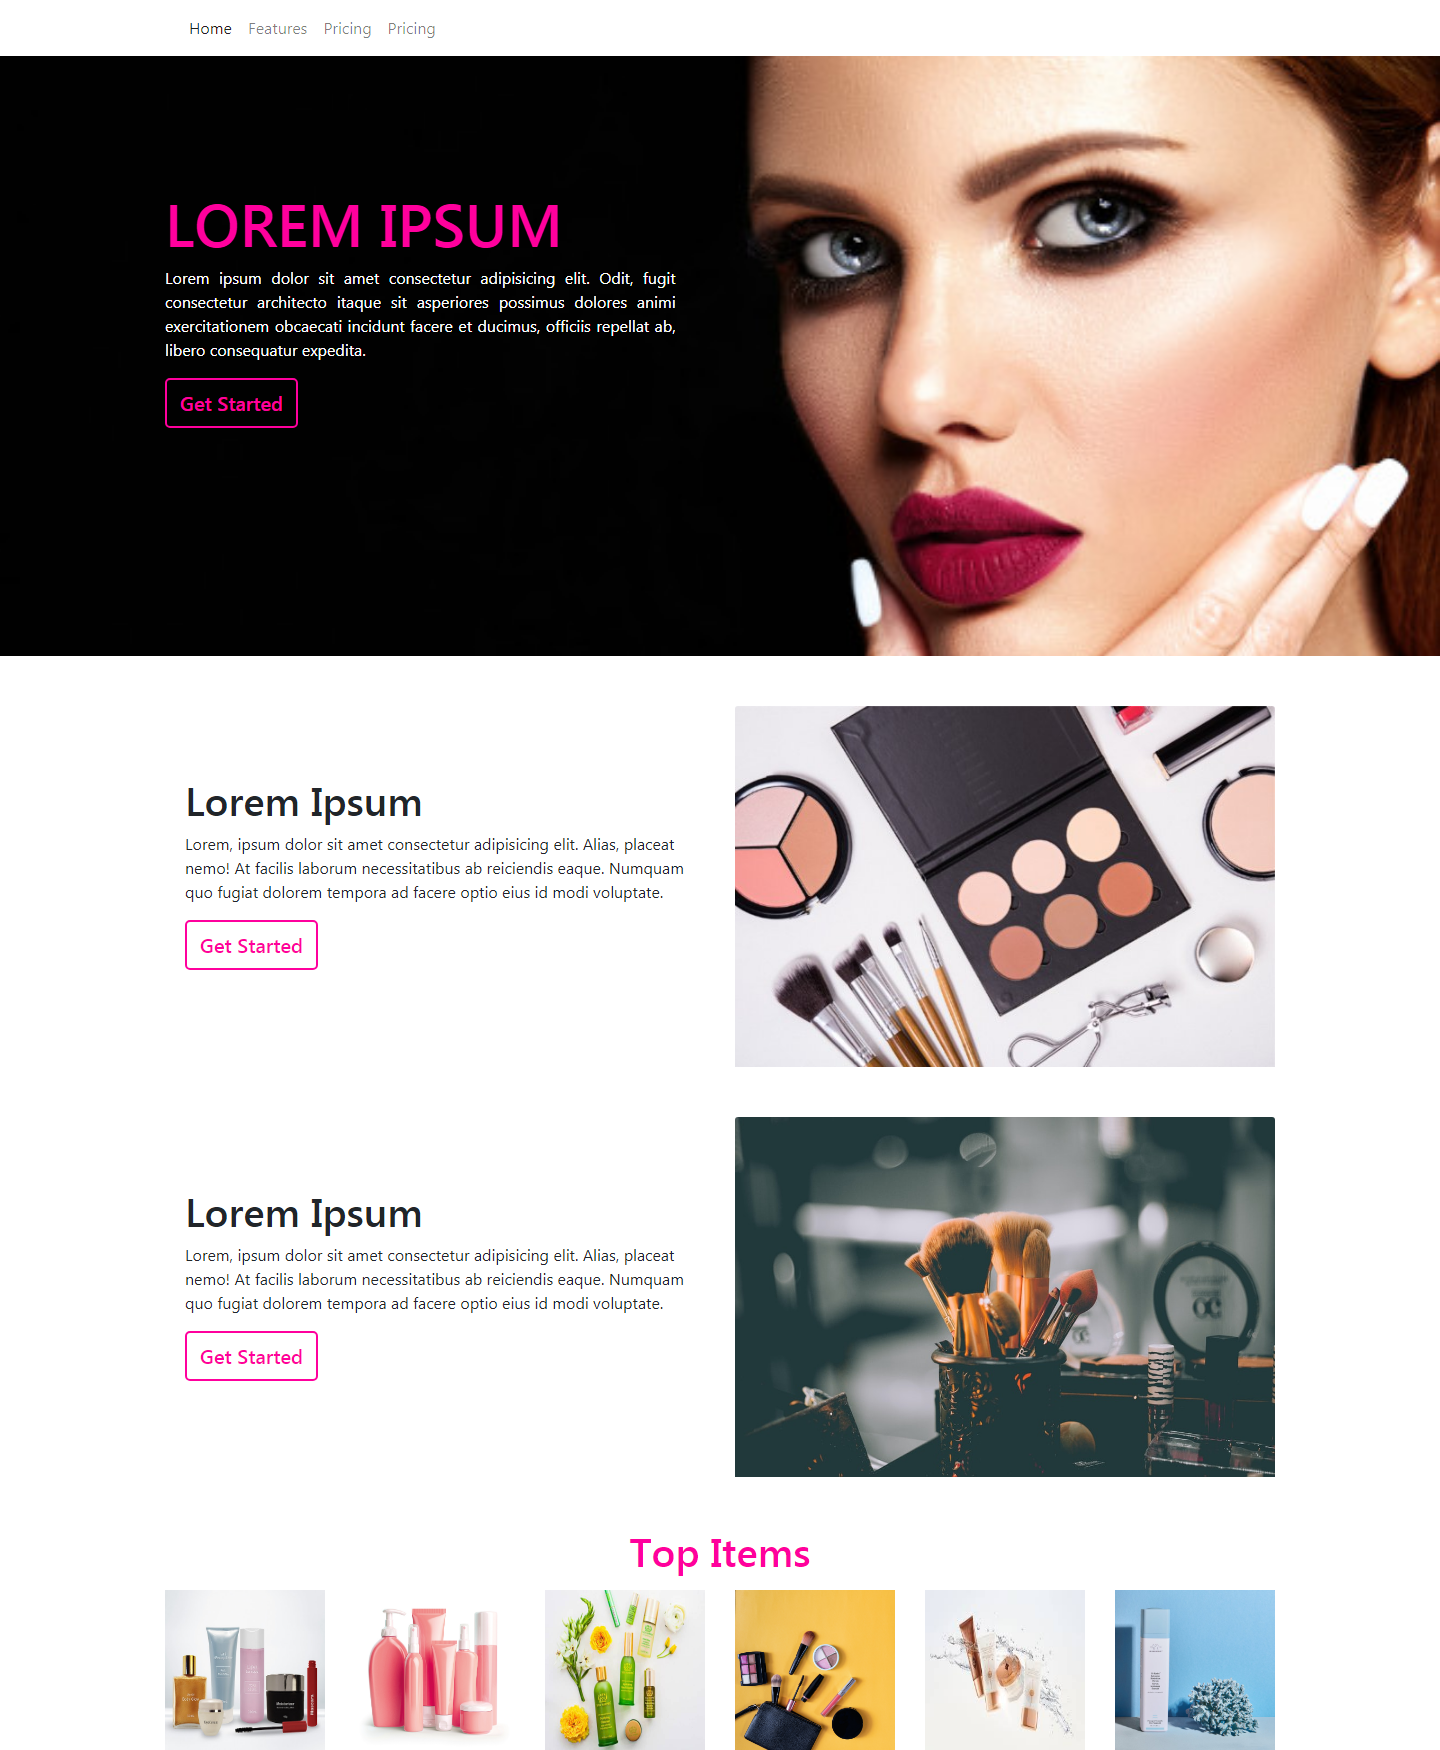 Home Features Pricing Pricing
LOREM IPSUM
Lorem ipsum dolor sit amet consectetur adipisicing elit. Odit, fugit
consectetur architecto itaque sit asperiores possimus dolores animi
exercitationem obcaecati incidunt facere et ducimus, officiis repellat ab,
libero consequatur expedita.
Get Started
Lorem Ipsum
Lorem, ipsum dolor sit amet consectetur adipisicing elit. Alias, placeat
nemo! At facilis laborum necessitatibus ab reiciendis eaque. Numquam
quo fugiat dolorem tempora ad facere optio eius id modi voluptate.
Get Started
Lorem Ipsum
Lorem, ipsum dolor sit amet consectetur adipisicing elit. Alias, placeat
nemo! At facilis laborum necessitatibus ab reiciendis eaque. Numquam
quo fugiat dolorem tempora ad facere optio eius id modi voluptate.
Get Started
Top Items